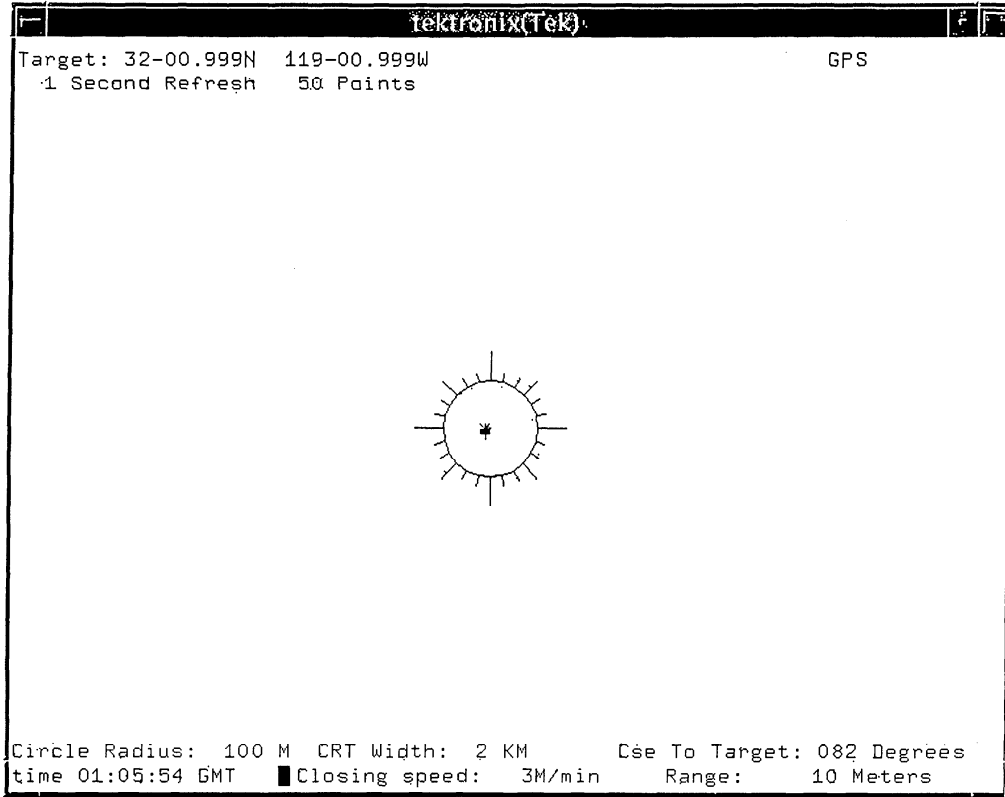 tektronix(Tek)
Target: 32-00.999N 119-00.999W GPS
1 Second Refresh 50 Points
Circle Radius: 100 M CRT Width: 2 KM Cse To Target: 082 Degrees
time 01:05:54 GMT Closing speed: 3M/min Range: 10 Meters